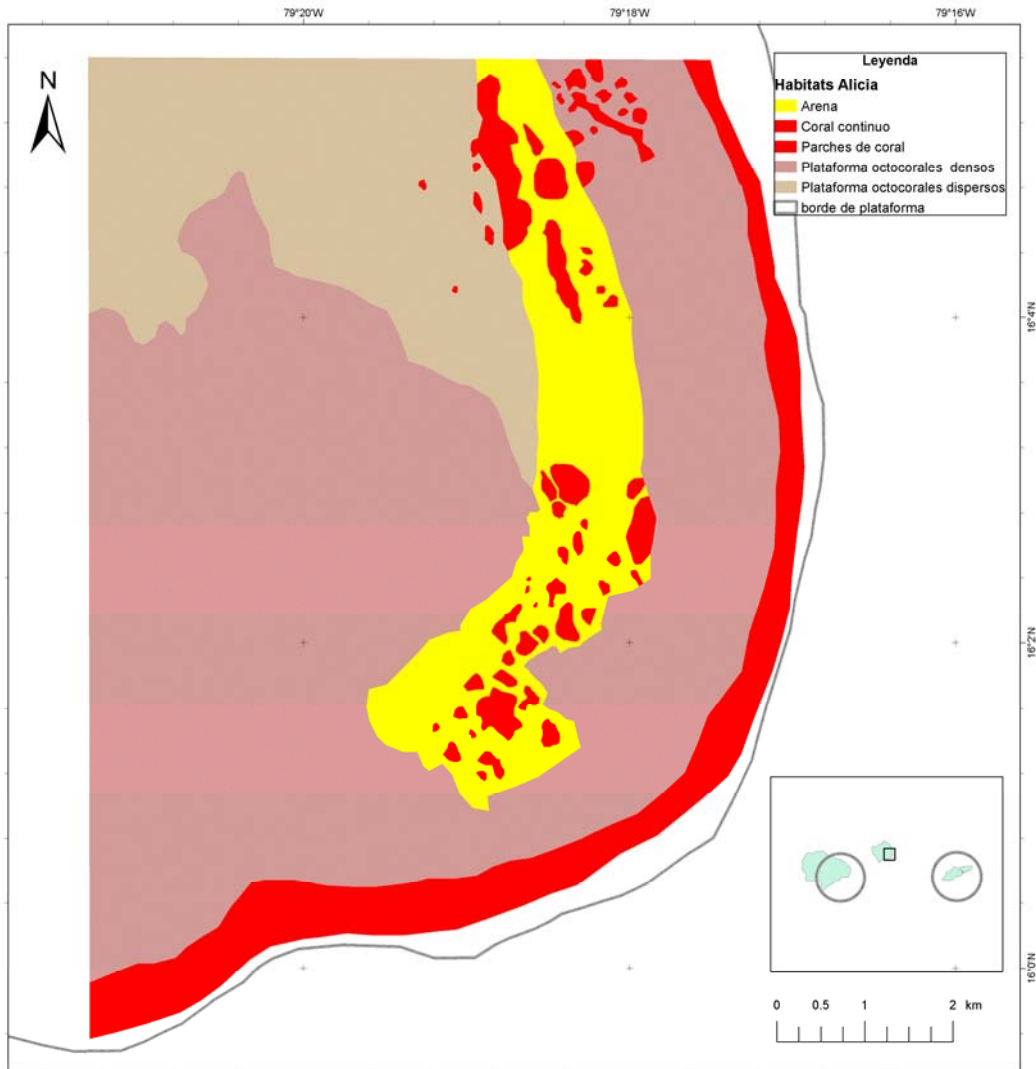 79°20'W 79°18'W 79°16'W
N
Leyenda
Habitats Alicia
Arena
Coral continuo
Parches de coral
Plataforma octocorales densos
Plataforma octocorales dispersos
borde de plataforma
16°4'N
16°2'N
16°0'N
0 0.5 1 2 km